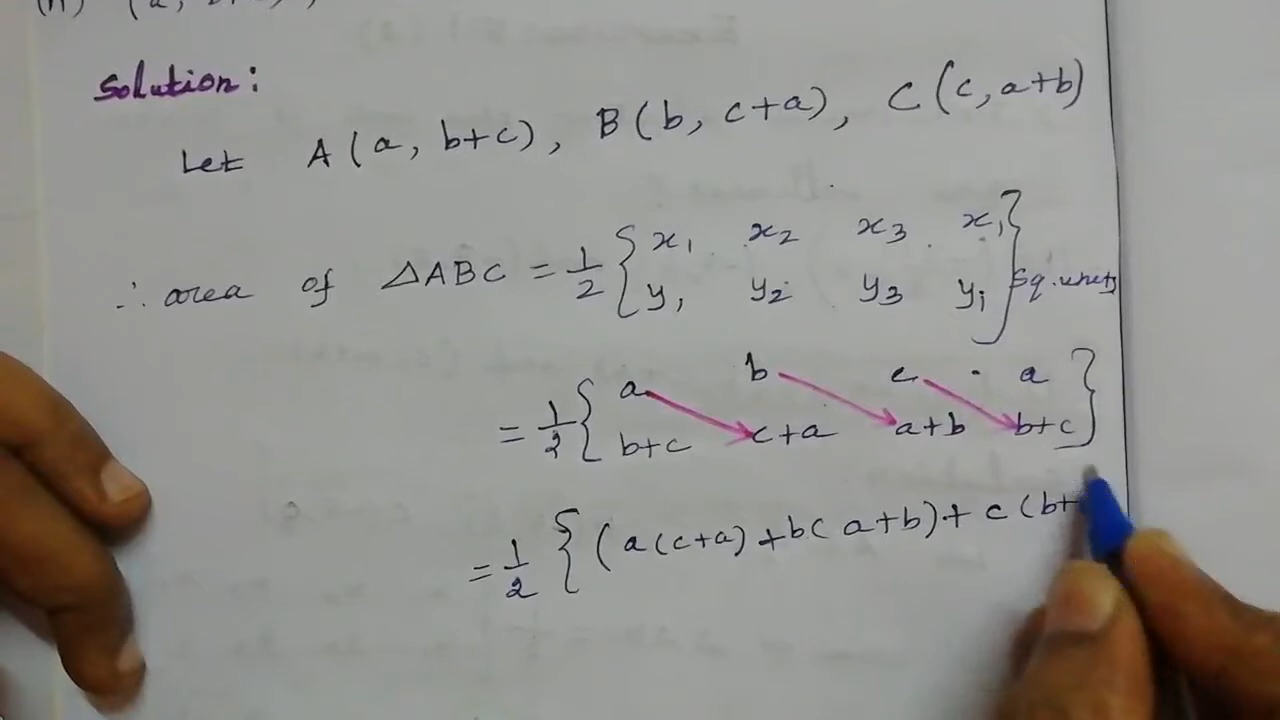 Solution:
Let A(a, b+c), B(b, c+a), C(c, a+b)
∴ area of △ABC = 1/2 { x₁ x₂ x₃ x₁
y₁ y₂ y₃ y₁ } sq. units
= 1/2 { a b c a
b+c c+a a+b b+c }
= 1/2 { (a(c+a) + b(a+b) + c(b+